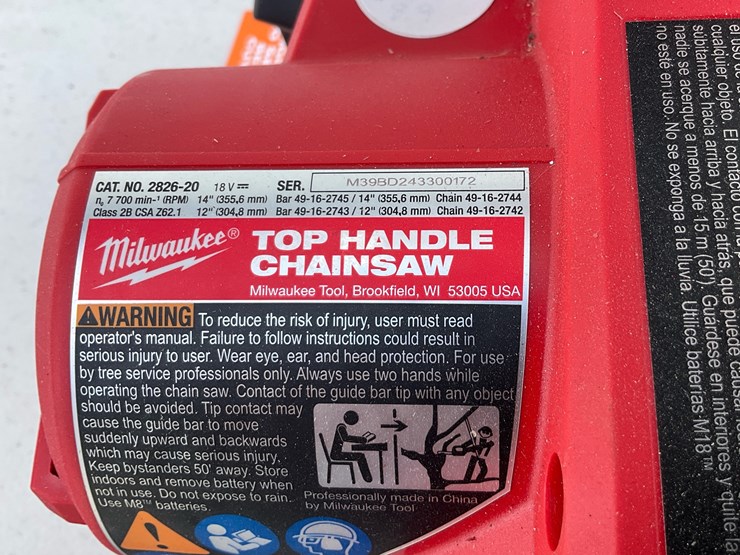 CAT. NO. 2826-20 18 V SER. M39BD243300172
n₀ 7 700 min-¹ (RPM) 14" (355,6 mm) Bar 49-16-2745 / 14" (355,6 mm) Chain 49-16-2744
Class 2B CSA Z62.1 12" (304,8 mm) Bar 49-16-2743 / 12" (304,8 mm) Chain 49-16-2742
Milwaukee® TOP HANDLE
CHAINSAW
Milwaukee Tool, Brookfield, WI 53005 USA
WARNING To reduce the risk of injury, user must read
operator's manual. Failure to follow instructions could result in
serious injury to user. Wear eye, ear, and head protection. For use
by tree service professionals only. Always use two hands while
operating the chain saw. Contact of the guide bar tip with any object
should be avoided. Tip contact may
cause the guide bar to move
suddenly upward and backwards
which may cause serious injury.
Keep bystanders 50' away. Store
indoors and remove battery when
not in use. Do not expose to rain.
Use M8™ batteries.
Professionally made in China
by Milwaukee Tool
cualquier objeto. El contacto con la
súbitamente hacia arriba y hacia atrás, que puede causar
nadie se acerque a menos de 15 m (50'). Guárdese en interiores y quite la
no esté en uso. No se exponga a la lluvia. Utilice baterías M18™